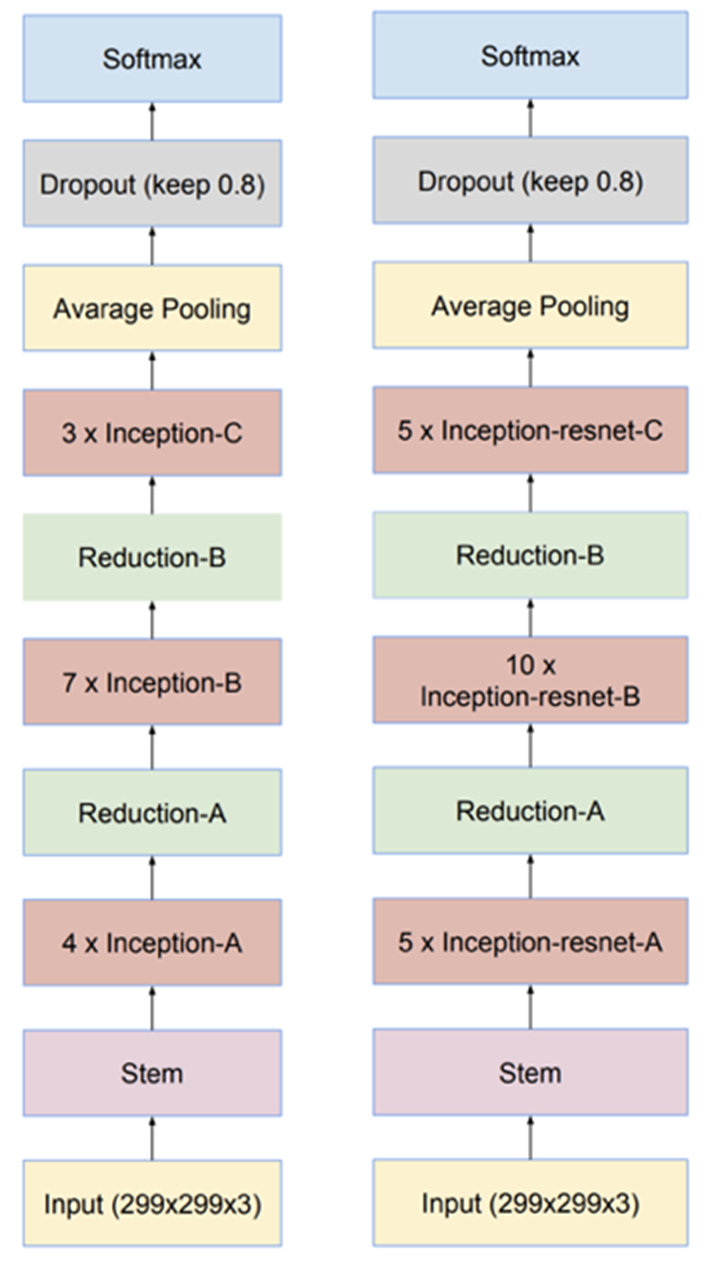 Softmax
Dropout (keep 0.8)
Avarage Pooling
3 x Inception-C
Reduction-B
7 x Inception-B
Reduction-A
4 x Inception-A
Stem
Input (299x299x3)
Softmax
Dropout (keep 0.8)
Average Pooling
5 x Inception-resnet-C
Reduction-B
10 x
Inception-resnet-B
Reduction-A
5 x Inception-resnet-A
Stem
Input (299x299x3)